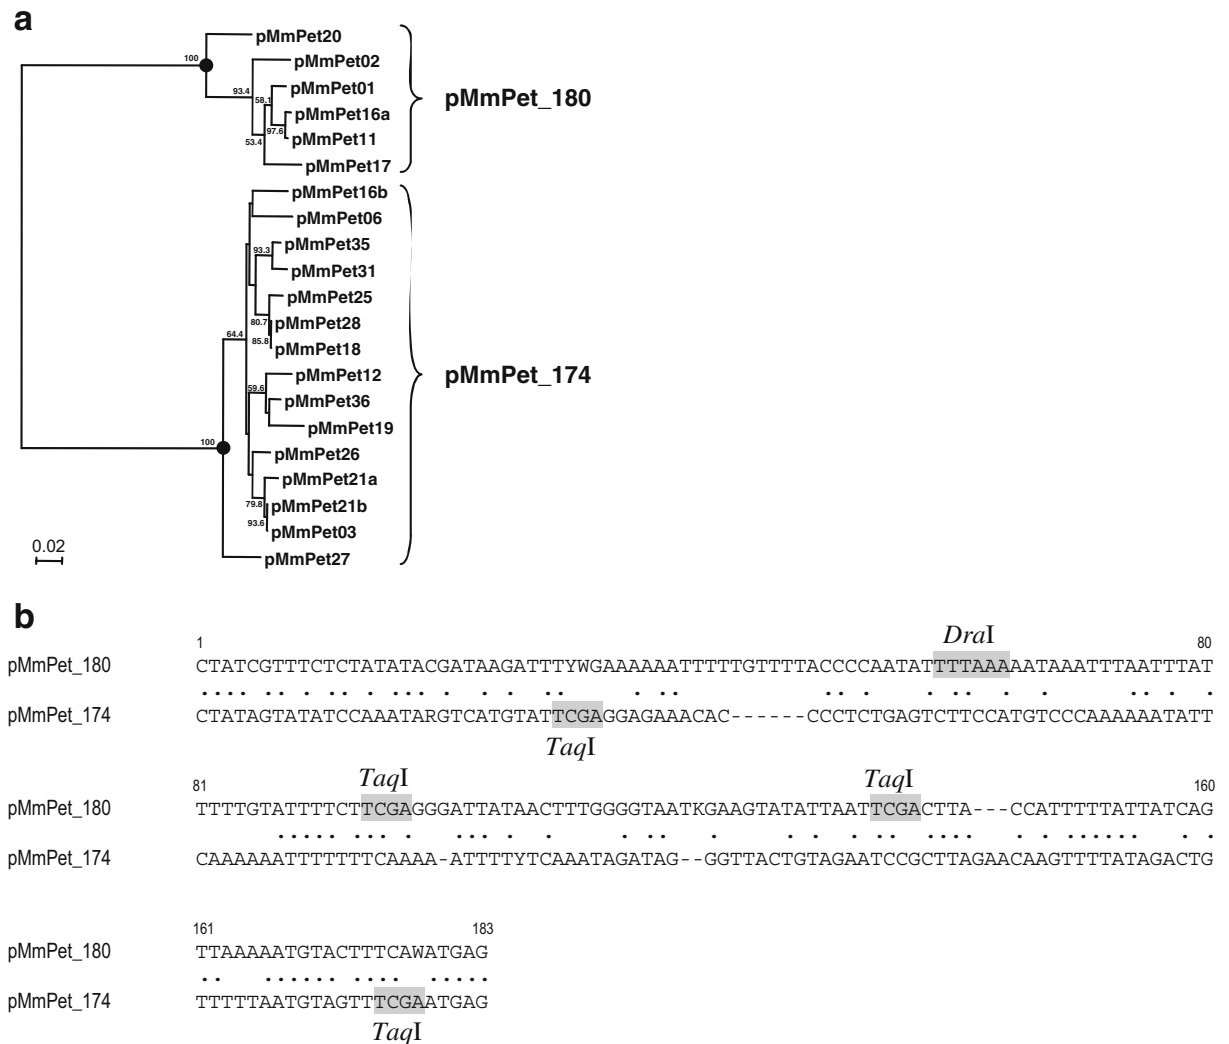 a
pMmPet20
100
pMmPet02
93.4
pMmPet01
58.1
pMmPet_180
pMmPet16a
97.6
pMmPet11
53.4
pMmPet17
pMmPet16b
pMmPet06
pMmPet35
93.3
pMmPet31
pMmPet25
80.7
pMmPet28
64.4
85.8
pMmPet18
pMmPet12
pMmPet_174
59.6
pMmPet36
pMmPet19
100
pMmPet26
pMmPet21a
79.8
pMmPet21b
93.6
pMmPet03
0.02
pMmPet27
b
DraI
1 80
pMmPet_180 CTATCGTTTCTCTATATACGATAAGATTTYWGAAAAAATTTTTGTTTTACCCCAATATTTTAAAAATAAATTTAATTTAT
pMmPet_174 CTATAGTATATCCAAATARGTCATGTATTCGAGGAGAAACAC------CCCTCTGAGTCTTCCATGTCCCAAAAAATATT
TaqI
TaqI TaqI
81 160
pMmPet_180 TTTTGTATTTTCTTCGAGGGATTATAACTTTGGGGTAATKGAAGTATATTAATTCGACTTA---CCATTTTTATTATCAG
pMmPet_174 CAAAAAATTTTTTTCAAAA-ATTTTYTCAAATAGATAG--GGTTACTGTAGAATCCGCTTAGAACAAGTTTTATAGACTG
161 183
pMmPet_180 TTAAAAATGTACTTTCAWATGAG
pMmPet_174 TTTTTAATGTAGTTTCGAATGAG
TaqI